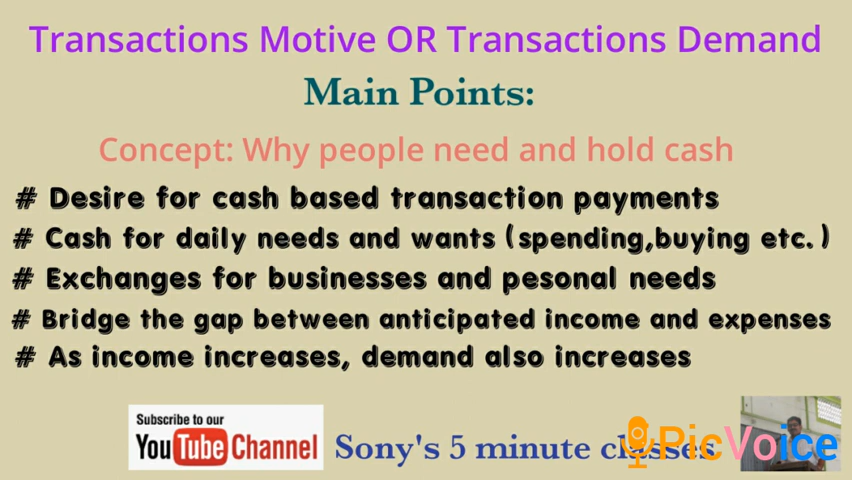 Transactions Motive OR Transactions Demand
Main Points:
Concept: Why people need and hold cash
# Desire for cash based transaction payments
# Cash for daily needs and wants (spending,buying etc.)
# Exchanges for businesses and pesonal needs
# Bridge the gap between anticipated income and expenses
# As income increases, demand also increases
Subscribe to our
YouTube Channel
Sony's 5 minute classes
PicVoice